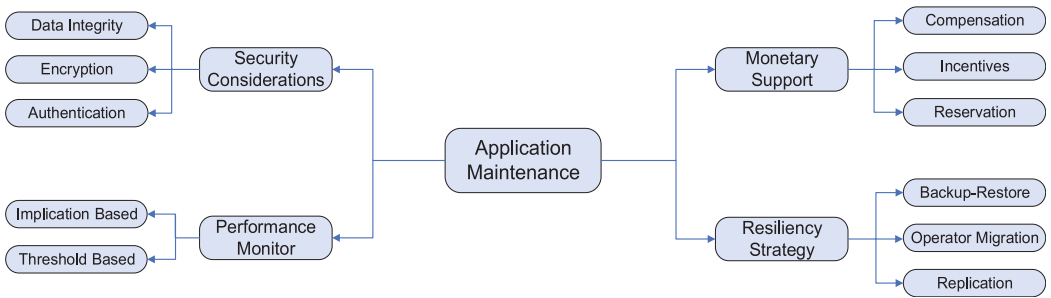 Data Integrity
Encryption
Authentication
Security
Considerations
Implication Based
Threshold Based
Performance
Monitor
Application
Maintenance
Monetary
Support
Compensation
Incentives
Reservation
Resiliency
Strategy
Backup-Restore
Operator Migration
Replication